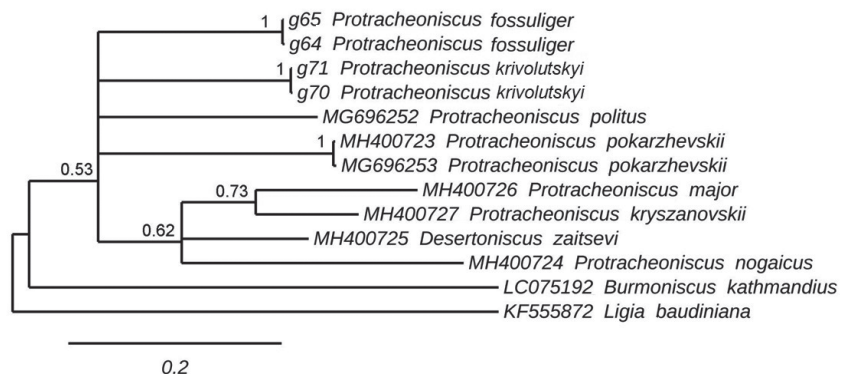 1
g65 Protracheoniscus fossuliger
g64 Protracheoniscus fossuliger
1
g71 Protracheoniscus krivolutskyi
g70 Protracheoniscus krivolutskyi
MG696252 Protracheoniscus politus
1
MH400723 Protracheoniscus pokarzhevskii
MG696253 Protracheoniscus pokarzhevskii
0.53
0.73
MH400726 Protracheoniscus major
MH400727 Protracheoniscus kryszanovskii
0.62
MH400725 Desertoniscus zaitsevi
MH400724 Protracheoniscus nogaicus
LC075192 Burmoniscus kathmandius
KF555872 Ligia baudiniana
0.2